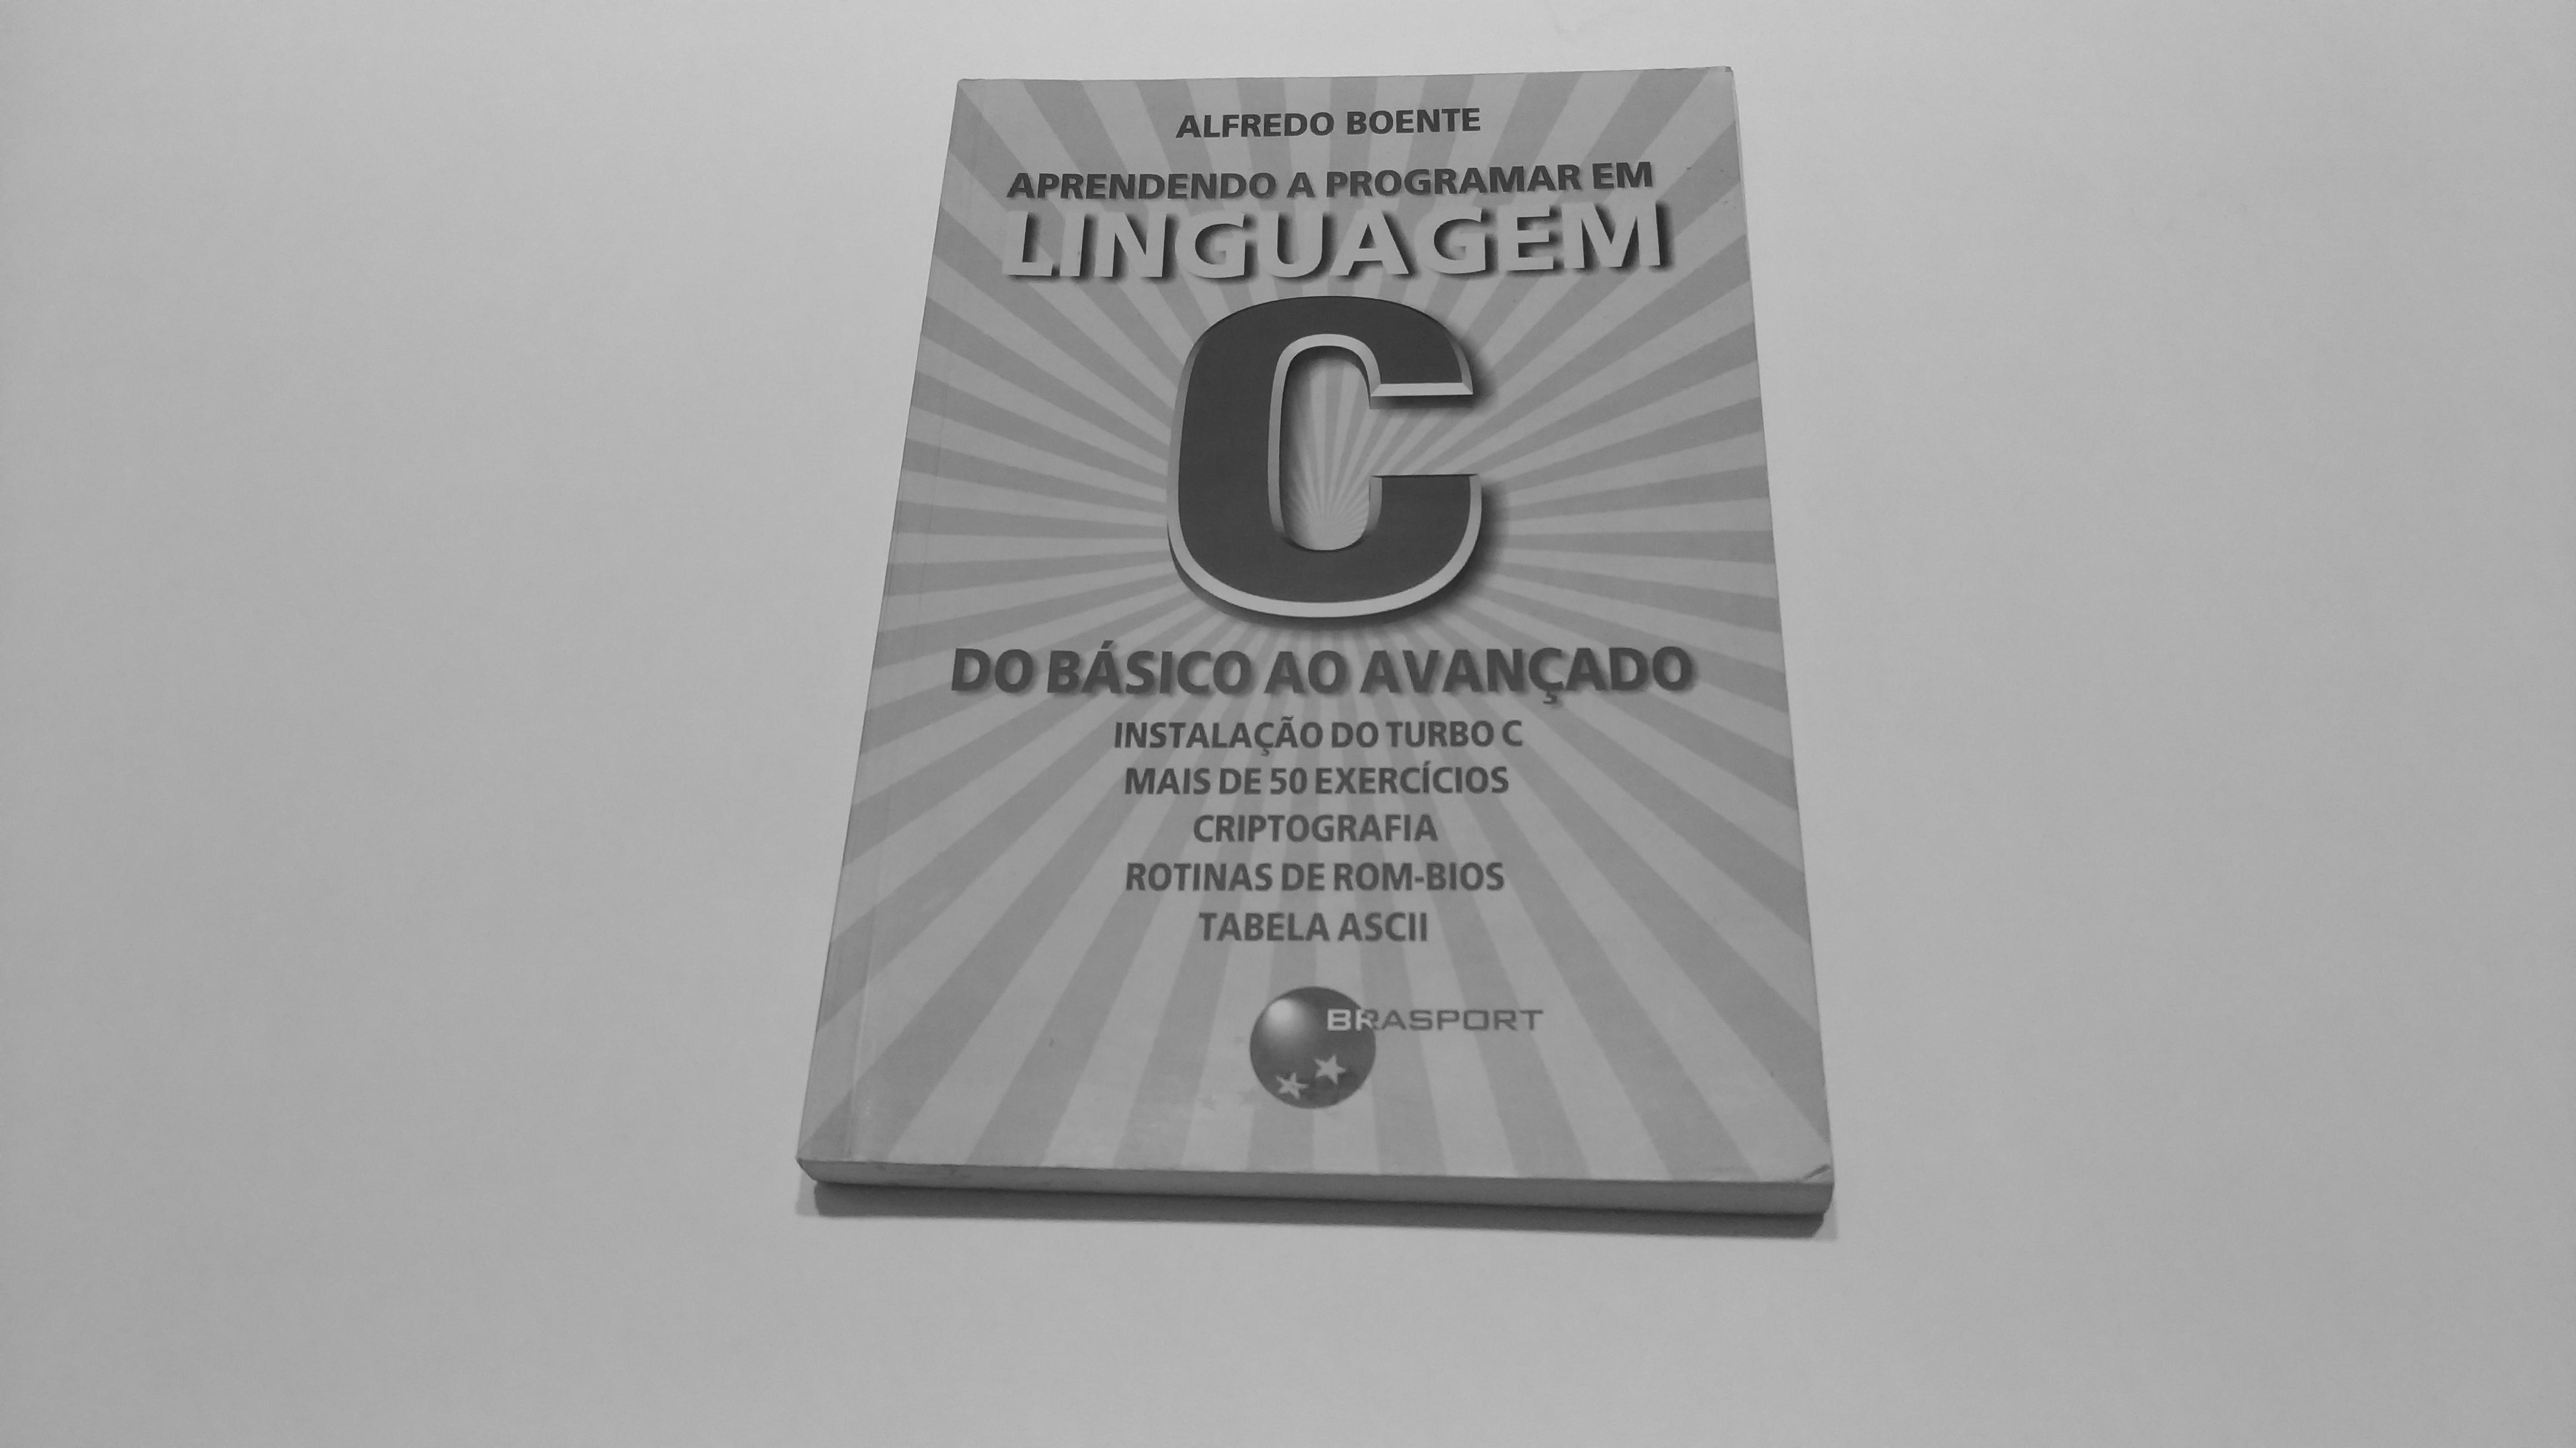 ALFREDO BOENTE
APRENDENDO A PROGRAMAR EM
LINGUAGEM
C
DO BÁSICO AO AVANÇADO
INSTALAÇÃO DO TURBO C
MAIS DE 50 EXERCÍCIOS
CRIPTOGRAFIA
ROTINAS DE ROM-BIOS
TABELA ASCII
BRASPORT